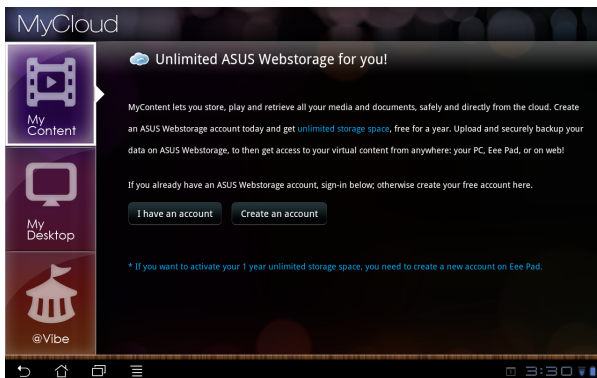 MyCloud
Unlimited ASUS Webstorage for you!
My
Content
MyContent lets you store, play and retrieve all your media and documents, safely and directly from the cloud. Create
an ASUS Webstorage account today and get unlimited storage space, free for a year. Upload and securely backup your
data on ASUS Webstorage, to then get access to your virtual content from anywhere: your PC, Eee Pad, or on web!
If you already have an ASUS Webstorage account, sign-in below; otherwise create your free account here.
I have an account
Create an account
My
Desktop
* If you want to activate your 1 year unlimited storage space, you need to create a new account on Eee Pad.
@Vibe
3:30